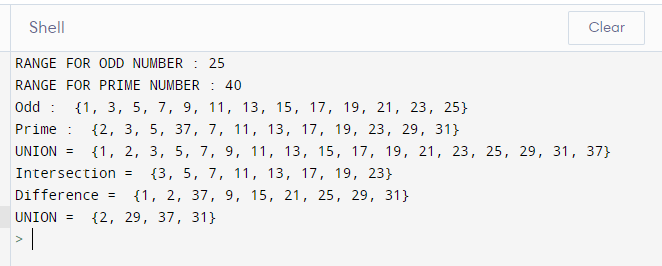 Shell
Clear
RANGE FOR ODD NUMBER : 25
RANGE FOR PRIME NUMBER : 40
Odd :  {1, 3, 5, 7, 9, 11, 13, 15, 17, 19, 21, 23, 25}
Prime :  {2, 3, 5, 37, 7, 11, 13, 17, 19, 23, 29, 31}
UNION =  {1, 2, 3, 5, 7, 9, 11, 13, 15, 17, 19, 21, 23, 25, 29, 31, 37}
Intersection =  {3, 5, 7, 11, 13, 17, 19, 23}
Difference =  {1, 2, 37, 9, 15, 21, 25, 29, 31}
UNION =  {2, 29, 37, 31}
>